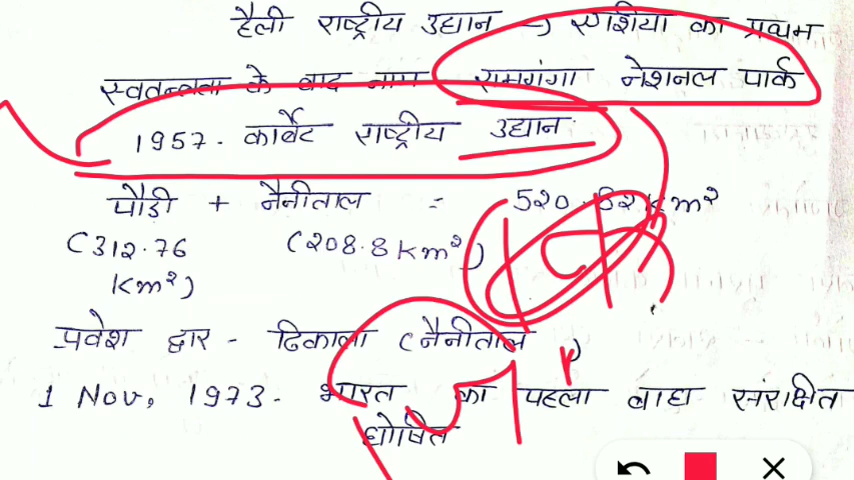 हैली राष्ट्रीय उद्यान → एशिया का प्रथम
स्वतन्त्रता के बाद नाम रामगंगा नेशनल पार्क
1957. कार्बेट राष्ट्रीय उद्यान
पौड़ी + नैनीताल = 520.82 Km²
(312.76 (208.8 Km²)
Km²)
प्रवेश द्वार - ढिकाला (नैनीताल)
1 Nov, 1973. भारत का पहला बाघ संरक्षित
घोषित